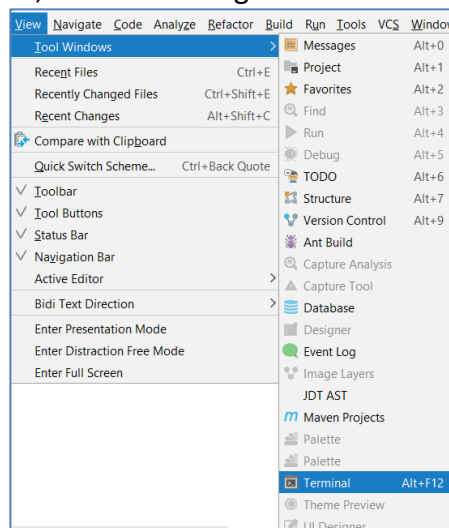 View Navigate Code Analyze Refactor Build Run Tools VCS Window
Tool Windows
Recent Files Ctrl+E
Recently Changed Files Ctrl+Shift+E
Recent Changes Alt+Shift+C
Compare with Clipboard
Quick Switch Scheme... Ctrl+Back Quote
Toolbar
Tool Buttons
Status Bar
Navigation Bar
Active Editor
Bidi Text Direction
Enter Presentation Mode
Enter Distraction Free Mode
Enter Full Screen
Messages Alt+0
Project Alt+1
Favorites Alt+2
Find Alt+3
Run Alt+4
Debug Alt+5
TODO Alt+6
Structure Alt+7
Version Control Alt+9
Ant Build
Capture Analysis
Capture Tool
Database
Designer
Event Log
Image Layers
JDT AST
Maven Projects
Palette
Palette
Terminal Alt+F12
Theme Preview
UI Designer